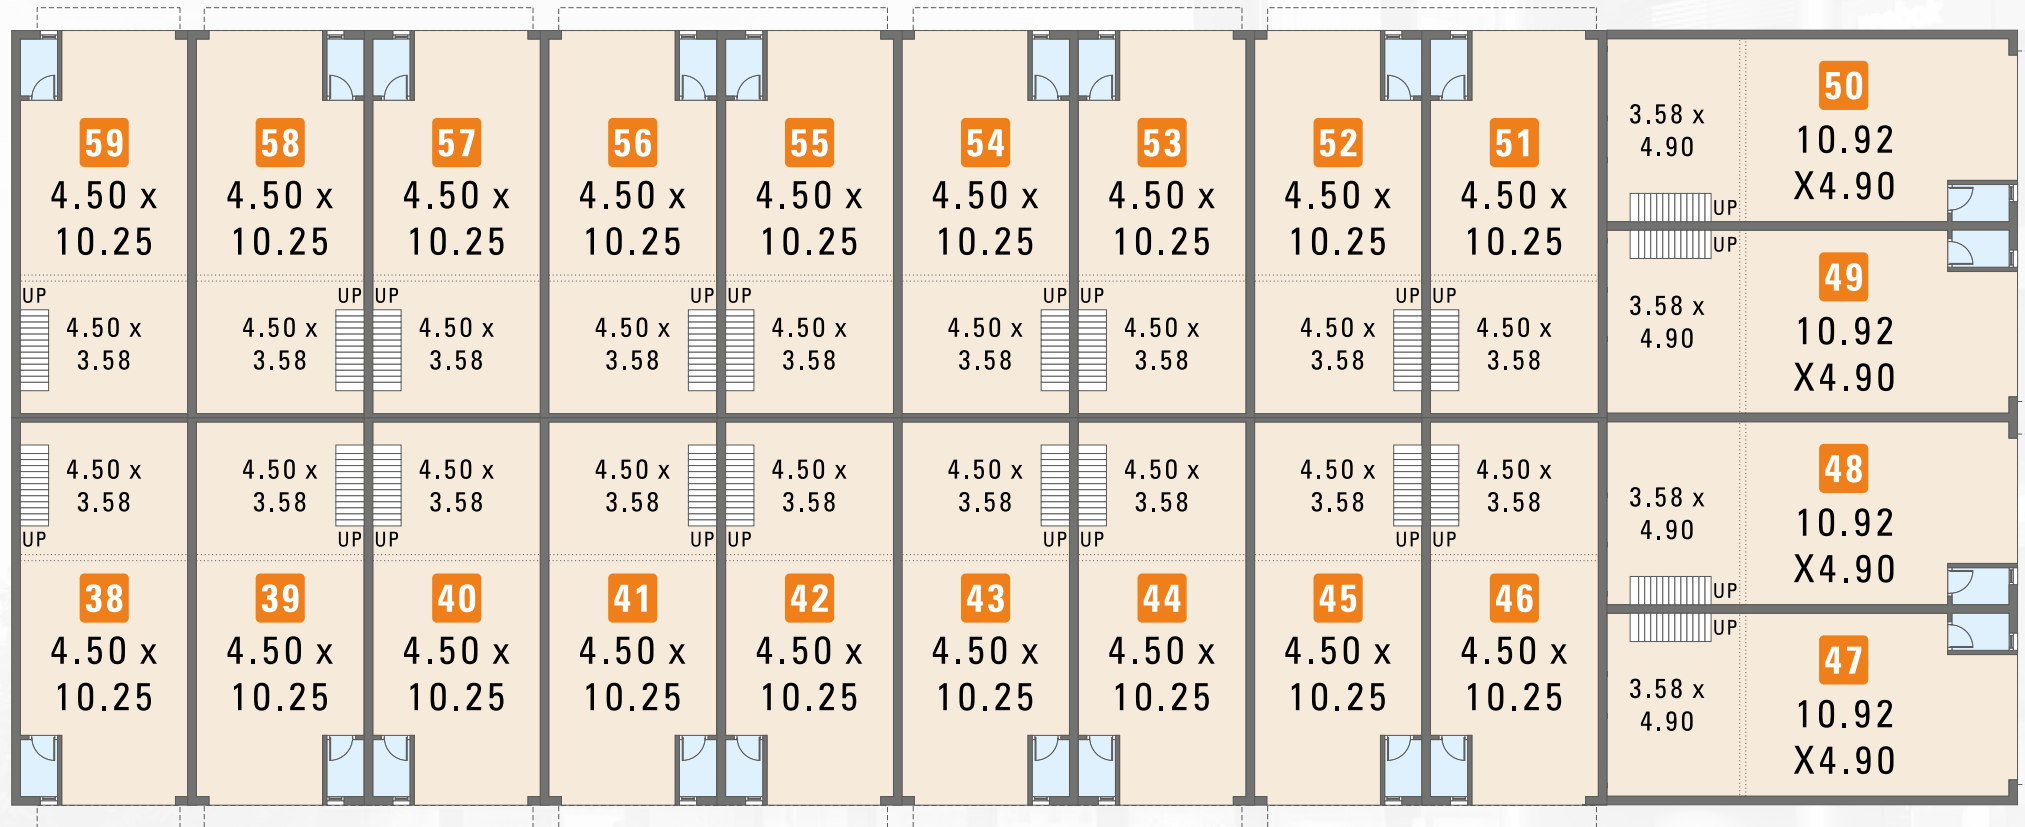 59 58 57 56 55 54 53 52 51
4.50 x 4.50 x 4.50 x 4.50 x 4.50 x 4.50 x 4.50 x 4.50 x 4.50 x
10.25 10.25 10.25 10.25 10.25 10.25 10.25 10.25 10.25
UP UP UP UP UP UP UP UP UP
4.50 x 4.50 x 4.50 x 4.50 x 4.50 x 4.50 x 4.50 x 4.50 x 4.50 x
3.58 3.58 3.58 3.58 3.58 3.58 3.58 3.58 3.58
50
3.58 x
4.90
10.92
X4.90
UP
UP
49
3.58 x
4.90
10.92
X4.90
4.50 x 4.50 x 4.50 x 4.50 x 4.50 x 4.50 x 4.50 x 4.50 x 4.50 x
3.58 3.58 3.58 3.58 3.58 3.58 3.58 3.58 3.58
UP UP UP UP UP UP UP UP UP
38 39 40 41 42 43 44 45 46
4.50 x 4.50 x 4.50 x 4.50 x 4.50 x 4.50 x 4.50 x 4.50 x 4.50 x
10.25 10.25 10.25 10.25 10.25 10.25 10.25 10.25 10.25
48
3.58 x
4.90
10.92
X4.90
UP
UP
47
3.58 x
4.90
10.92
X4.90